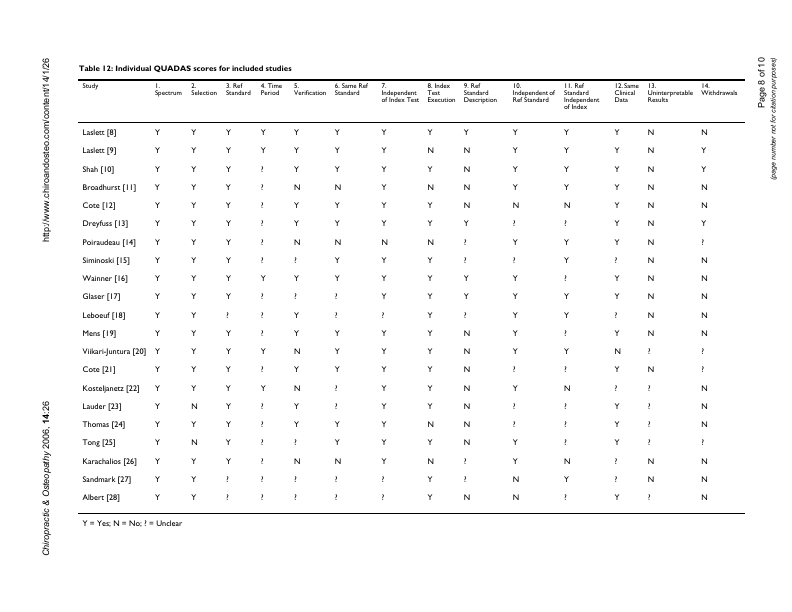 Table 12: Individual QUADAS scores for included studies
Study 1. Spectrum 2. Selection 3. Ref Standard 4. Time Period 5. Verification 6. Same Ref Standard 7. Independent of Index Test 8. Index Test Execution 9. Ref Standard Description 10. Independent of Ref Standard 11. Ref Standard Independent of Index 12. Same Clinical Data 13. Uninterpretable Results 14. Withdrawals
Laslett [8] Y Y Y Y Y Y Y Y Y Y Y Y N N
Laslett [9] Y Y Y Y Y Y Y N N Y Y Y N Y
Shah [10] Y Y Y ? Y Y Y Y N Y Y Y N Y
Broadhurst [11] Y Y Y ? N N Y N N Y Y Y N N
Cote [12] Y Y Y ? Y Y Y Y N N N Y N N
Dreyfuss [13] Y Y Y ? Y Y Y Y Y ? ? Y N Y
Poiraudeau [14] Y Y Y ? N N N N ? Y Y Y N ?
Siminoski [15] Y Y Y ? ? Y Y Y ? ? Y ? N N
Wainner [16] Y Y Y Y Y Y Y Y Y Y ? Y N N
Glaser [17] Y Y Y ? ? ? Y Y Y Y Y Y N N
Leboeuf [18] Y Y ? ? Y ? ? Y ? Y Y ? N N
Mens [19] Y Y Y ? Y Y Y Y N Y ? Y N N
Viikari-Juntura [20] Y Y Y Y N Y Y Y N Y Y N ? ?
Cote [21] Y Y Y ? Y Y Y Y N ? ? Y N ?
Kosteljanetz [22] Y Y Y Y N ? Y Y N Y N ? ? N
Lauder [23] Y N Y ? Y ? Y Y N ? ? Y ? N
Thomas [24] Y Y Y ? Y Y Y N N ? ? Y ? N
Tong [25] Y N Y ? ? Y Y Y N Y ? Y ? ?
Karachalios [26] Y Y Y ? N N Y N ? Y N ? N N
Sandmark [27] Y Y ? ? ? ? ? Y ? N Y ? N N
Albert [28] Y Y ? ? ? ? ? Y N N ? Y ? N
Y = Yes; N = No; ? = Unclear
http://www.chiroandosteo.com/content/14/1/26
Chiropractic & Osteopathy 2006, 14:26
Page 8 of 10
(page number not for citation purposes)